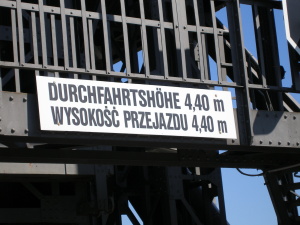 DURCHFAHRTSHÖHE 4,40 m
WYSOKOŚĆ PRZEJAZDU 4,40 m